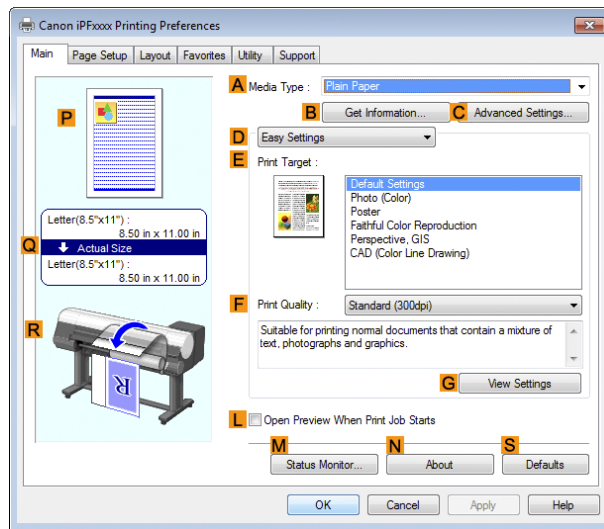 Canon iPFxxxx Printing Preferences
Main Page Setup Layout Favorites Utility Support
A Media Type : Plain Paper
B Get Information... C Advanced Settings...
D Easy Settings
E Print Target :
Default Settings
Photo (Color)
Poster
Faithful Color Reproduction
Perspective, GIS
CAD (Color Line Drawing)
P
Q
Letter(8.5"x11") :
8.50 in x 11.00 in
Actual Size
Letter(8.5"x11") :
8.50 in x 11.00 in
R
R
F Print Quality : Standard (300dpi)
Suitable for printing normal documents that contain a mixture of
text, photographs and graphics.
G View Settings
L Open Preview When Print Job Starts
M N S
Status Monitor... About Defaults
OK Cancel Apply Help